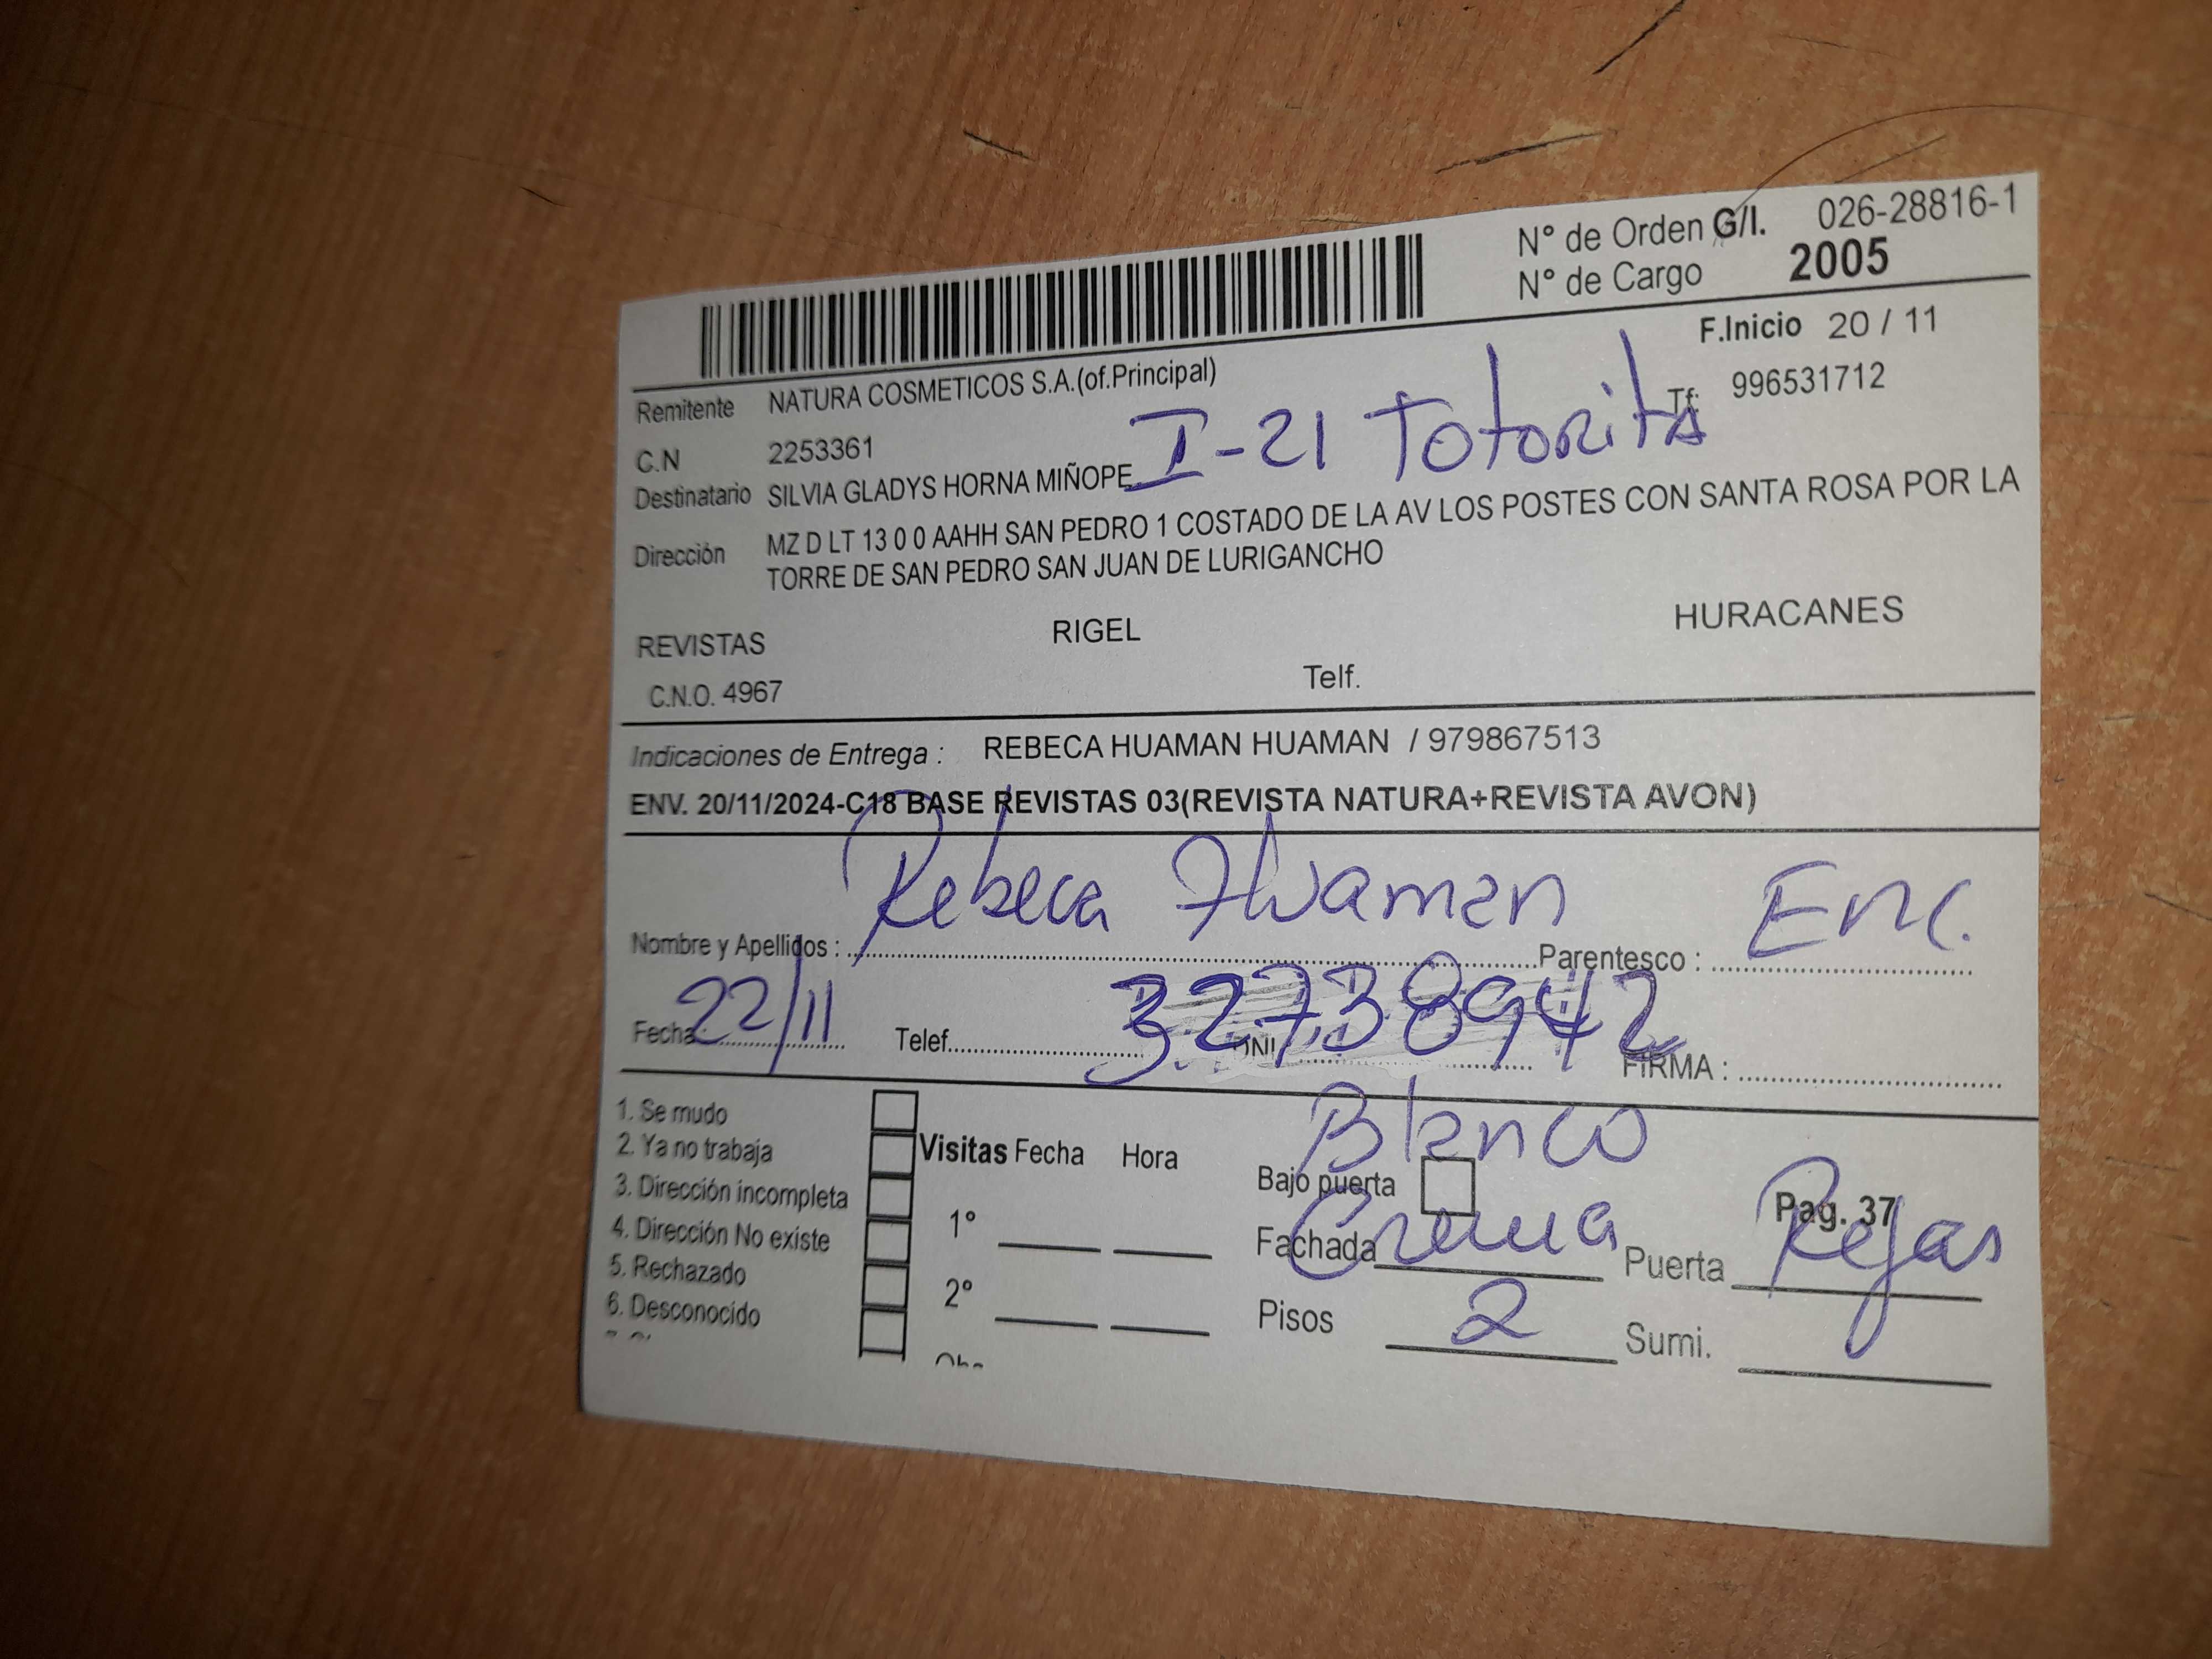 N° de Orden G/I. 026-28816-1
N° de Cargo 2005
F.Inicio 20 / 11
Remitente NATURA COSMETICOS S.A.(of.Principal)
Tf: 996531712
C.N 2253361
I-21 Totorita
Destinatario SILVIA GLADYS HORNA MIÑOPE
Dirección MZ D LT 13 0 0 AAHH SAN PEDRO 1 COSTADO DE LA AV LOS POSTES CON SANTA ROSA POR LA
TORRE DE SAN PEDRO SAN JUAN DE LURIGANCHO
REVISTAS RIGEL HURACANES
C.N.O. 4967 Telf.
Indicaciones de Entrega : REBECA HUAMAN HUAMAN / 979867513
ENV. 20/11/2024-C18 BASE REVISTAS 03(REVISTA NATURA+REVISTA AVON)
Nombre y Apellidos : Rebeca Huaman Parentesco : Enc.
Fecha: 22/11 Telef. DNI 32738942 FIRMA :
1. Se mudo
2. Ya no trabaja
3. Dirección incompleta
4. Dirección No existe
5. Rechazado
6. Desconocido
Visitas Fecha Hora
1°
2°
Blanco
Bajo puerta Pag. 37
Fachada Crema Puerta Rejas
Pisos 2 Sumi.